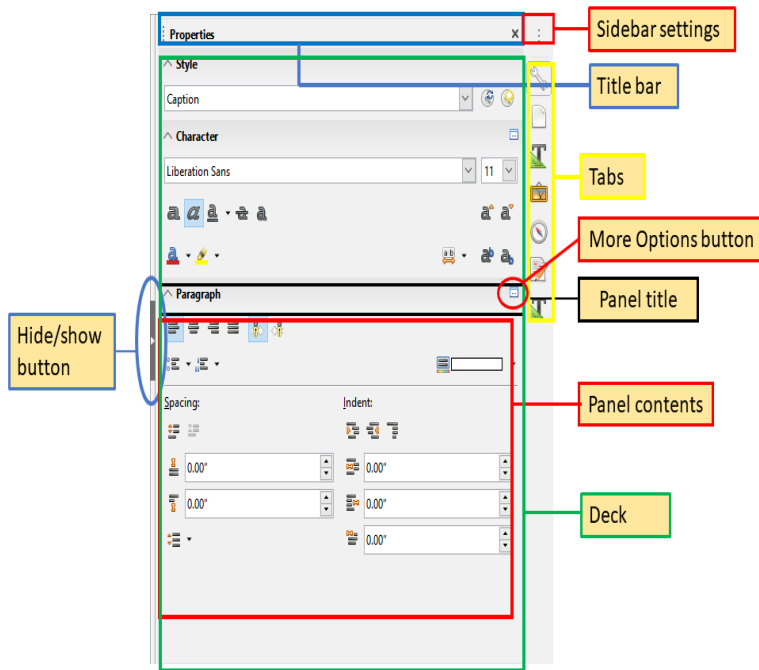 Properties
x
Sidebar settings
Style
Title bar
Caption
Character
Liberation Sans
11
Tabs
More Options button
Paragraph
Panel title
Hide/show
button
Panel contents
Spacing:
Indent:
0.00"
0.00"
0.00"
0.00"
Deck
0.00"